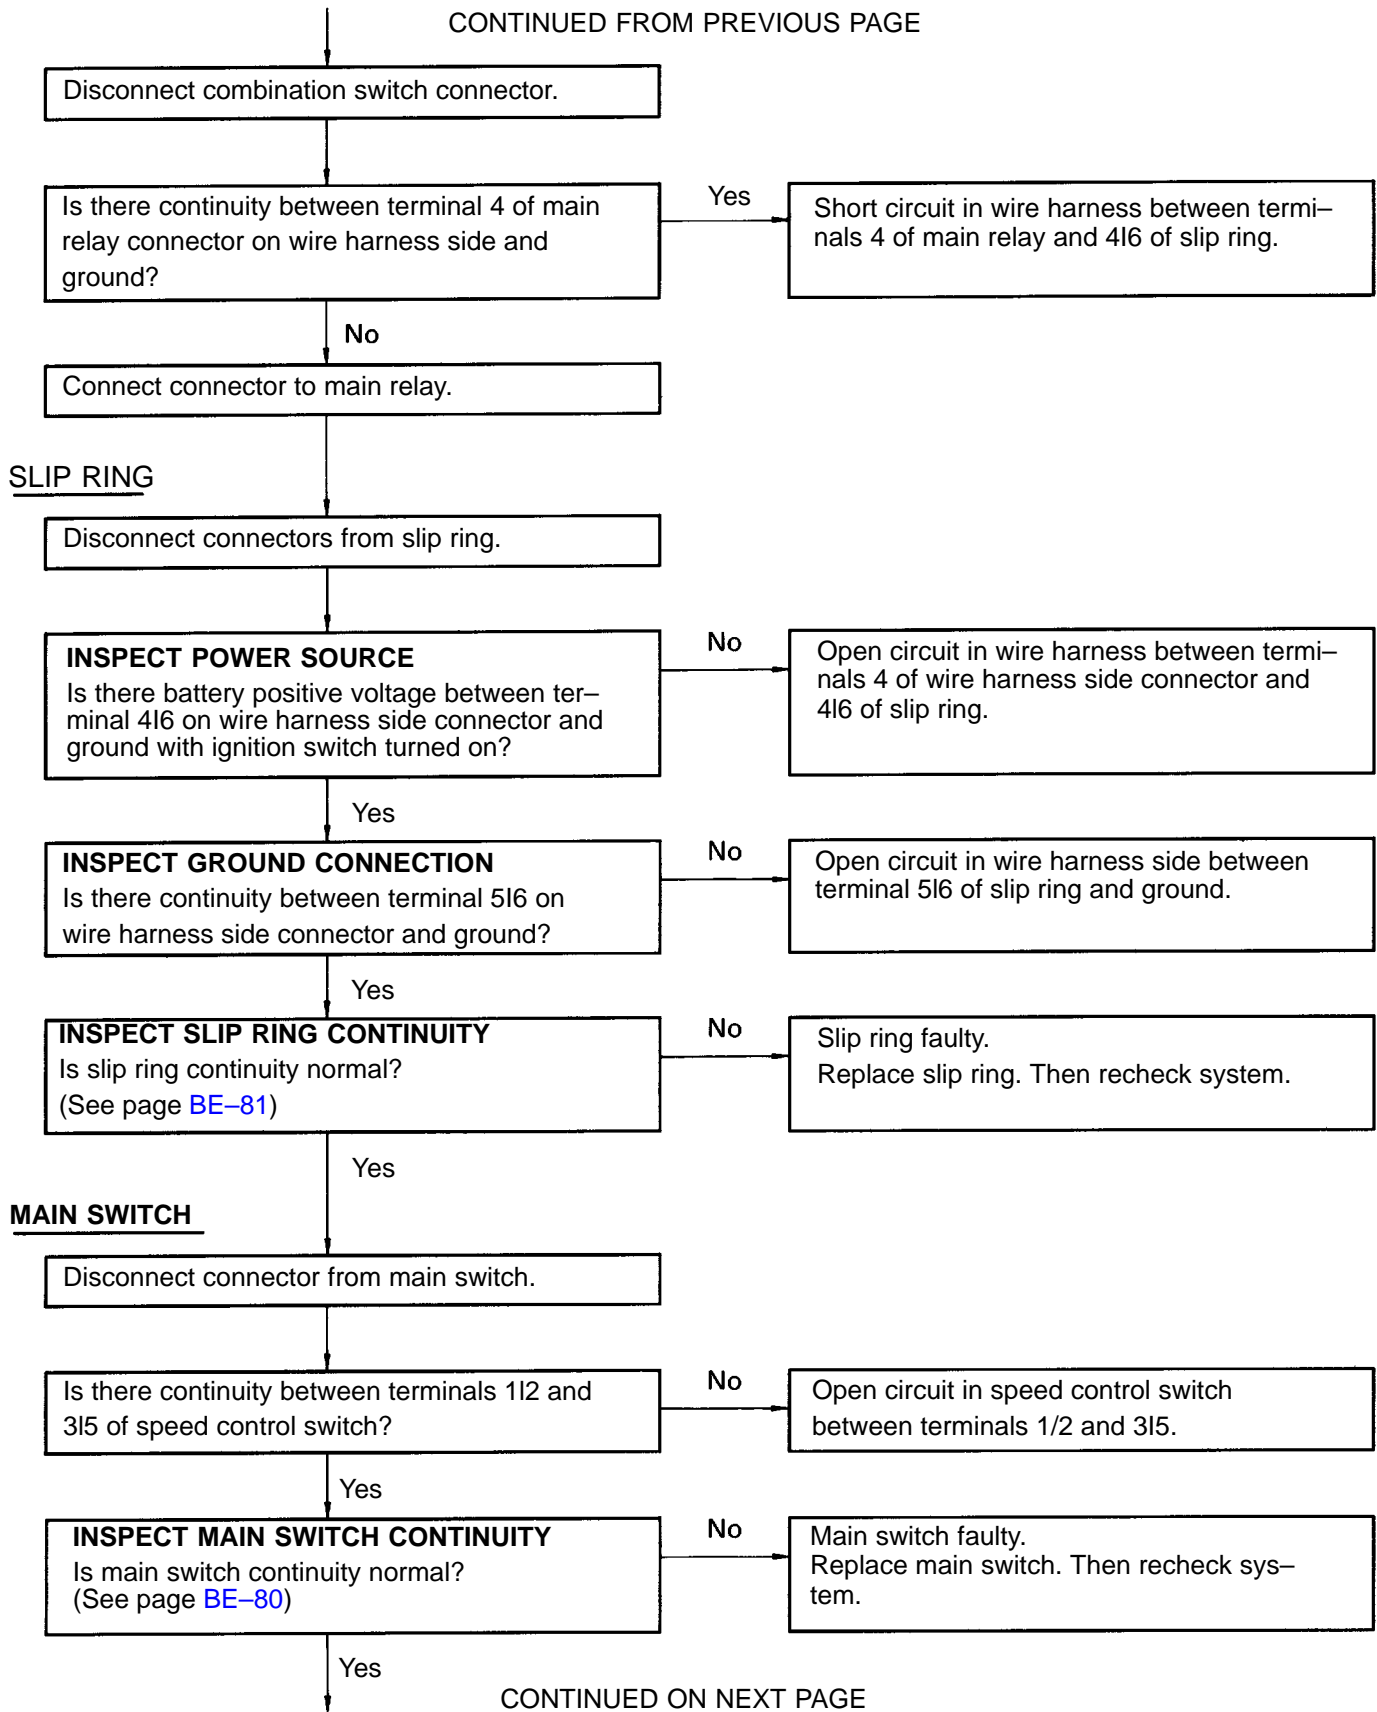 CONTINUED FROM PREVIOUS PAGE
Disconnect combination switch connector.
Is there continuity between terminal 4 of main
relay connector on wire harness side and
ground?
Yes
Short circuit in wire harness between termi–
nals 4 of main relay and 4I6 of slip ring.
No
Connect connector to main relay.
SLIP RING
Disconnect connectors from slip ring.
INSPECT POWER SOURCE
Is there battery positive voltage between ter–
minal 4I6 on wire harness side connector and
ground with ignition switch turned on?
No
Open circuit in wire harness between termi–
nals 4 of wire harness side connector and
4I6 of slip ring.
Yes
INSPECT GROUND CONNECTION
Is there continuity between terminal 5I6 on
wire harness side connector and ground?
No
Open circuit in wire harness side between
terminal 5I6 of slip ring and ground.
Yes
INSPECT SLIP RING CONTINUITY
Is slip ring continuity normal?
(See page BE–81)
No
Slip ring faulty.
Replace slip ring. Then recheck system.
Yes
MAIN SWITCH
Disconnect connector from main switch.
Is there continuity between terminals 1I2 and
3I5 of speed control switch?
No
Open circuit in speed control switch
between terminals 1/2 and 3I5.
Yes
INSPECT MAIN SWITCH CONTINUITY
Is main switch continuity normal?
(See page BE–80)
No
Main switch faulty.
Replace main switch. Then recheck sys–
tem.
Yes
CONTINUED ON NEXT PAGE